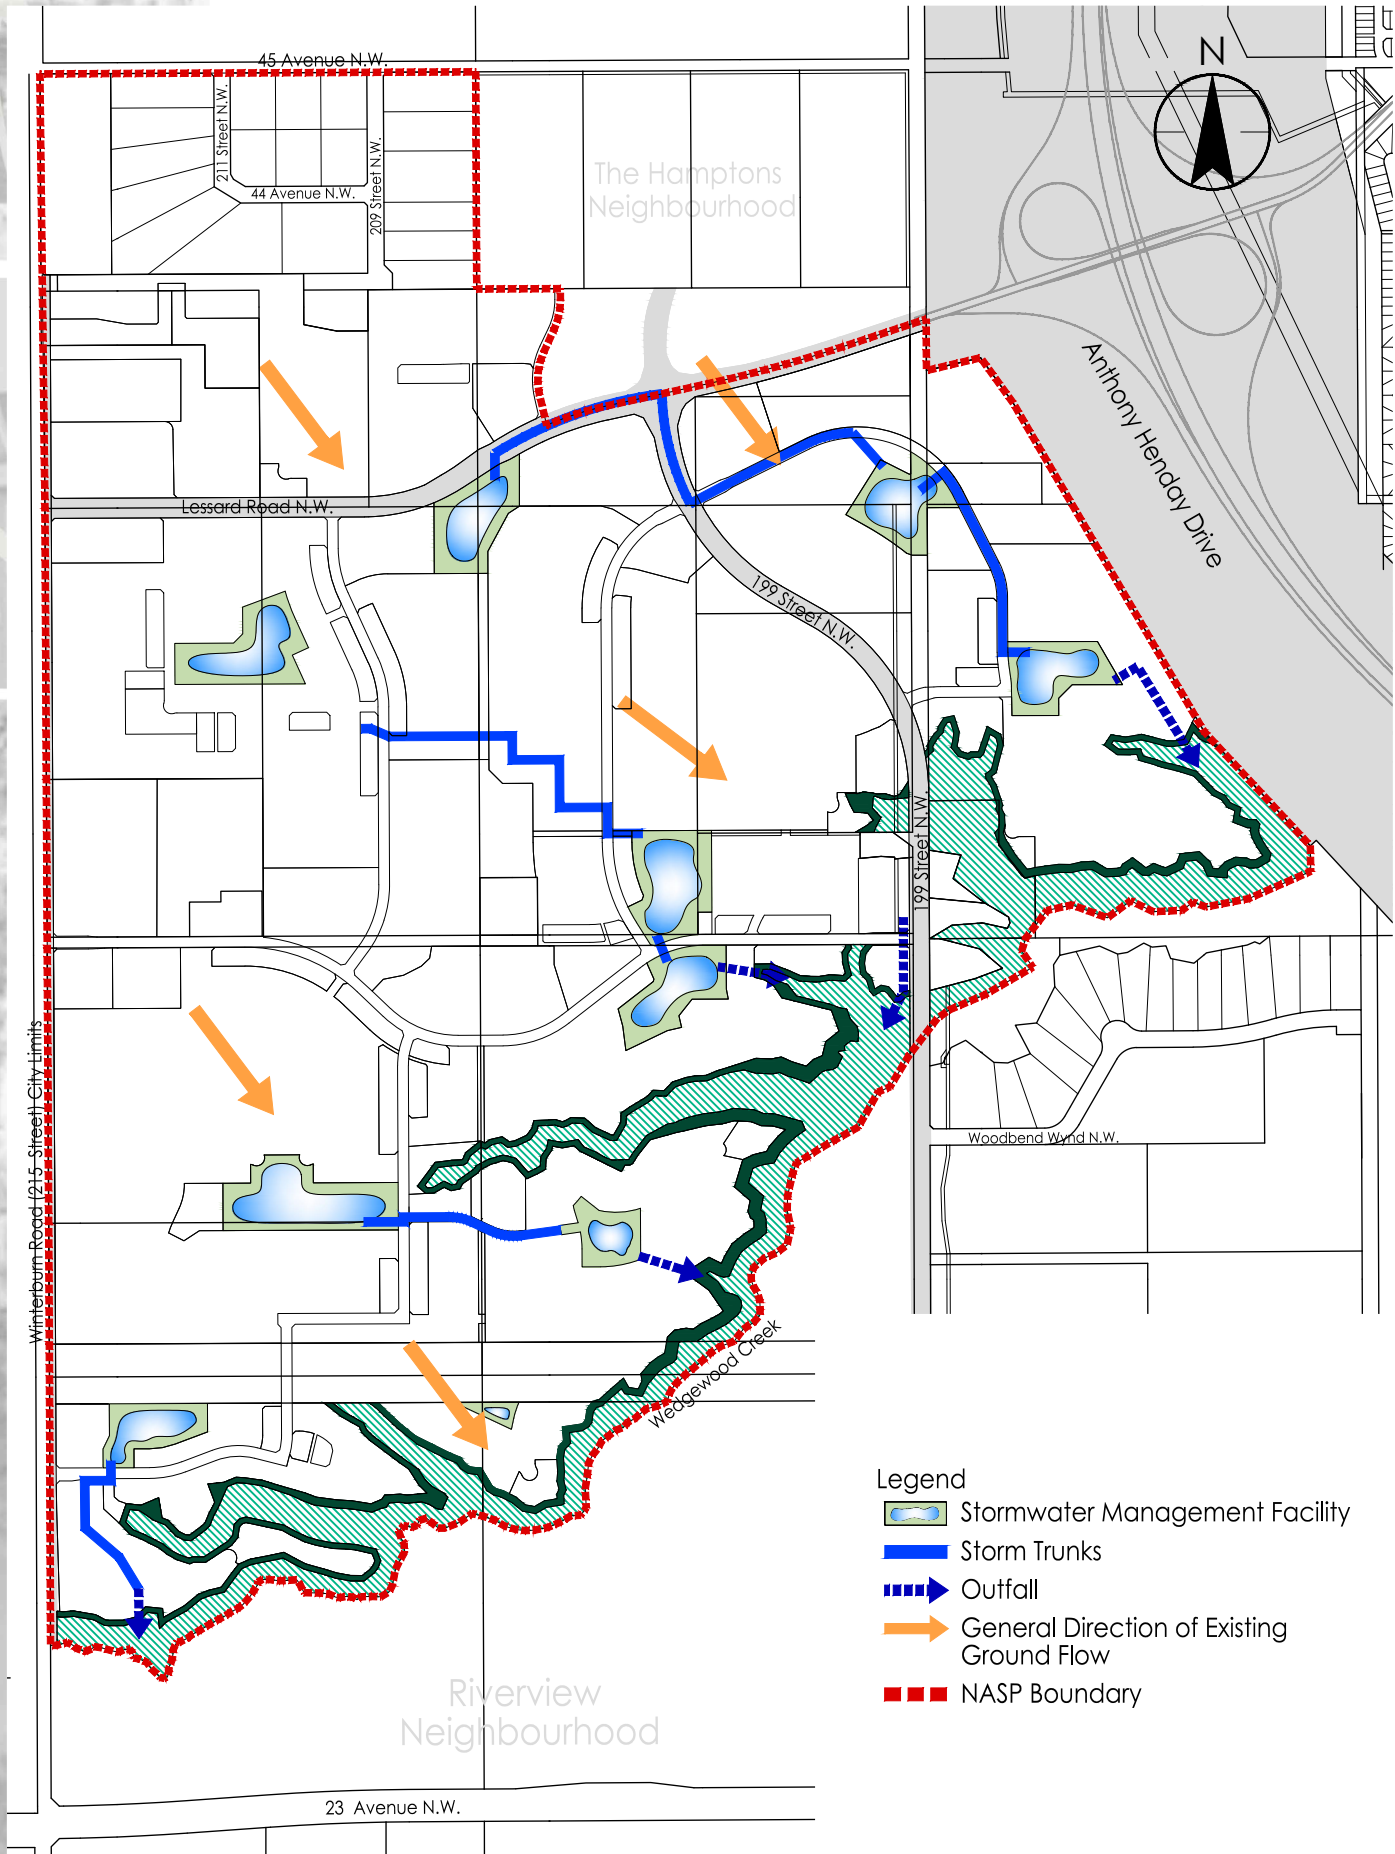 45 Avenue N.W.
N
211 Street N.W.
209 Street N.W.
44 Avenue N.W.
The Hamptons
Neighbourhood
Anthony Henday Drive
Lessard Road N.W.
199 Street N.W.
199 Street N.W.
Winterburn Road (215 Street) City Limits
Woodbend Wynd N.W.
Wedgewood Creek
Legend
Stormwater Management Facility
Storm Trunks
Outfall
General Direction of Existing
Ground Flow
NASP Boundary
Riverview
Neighbourhood
23 Avenue N.W.